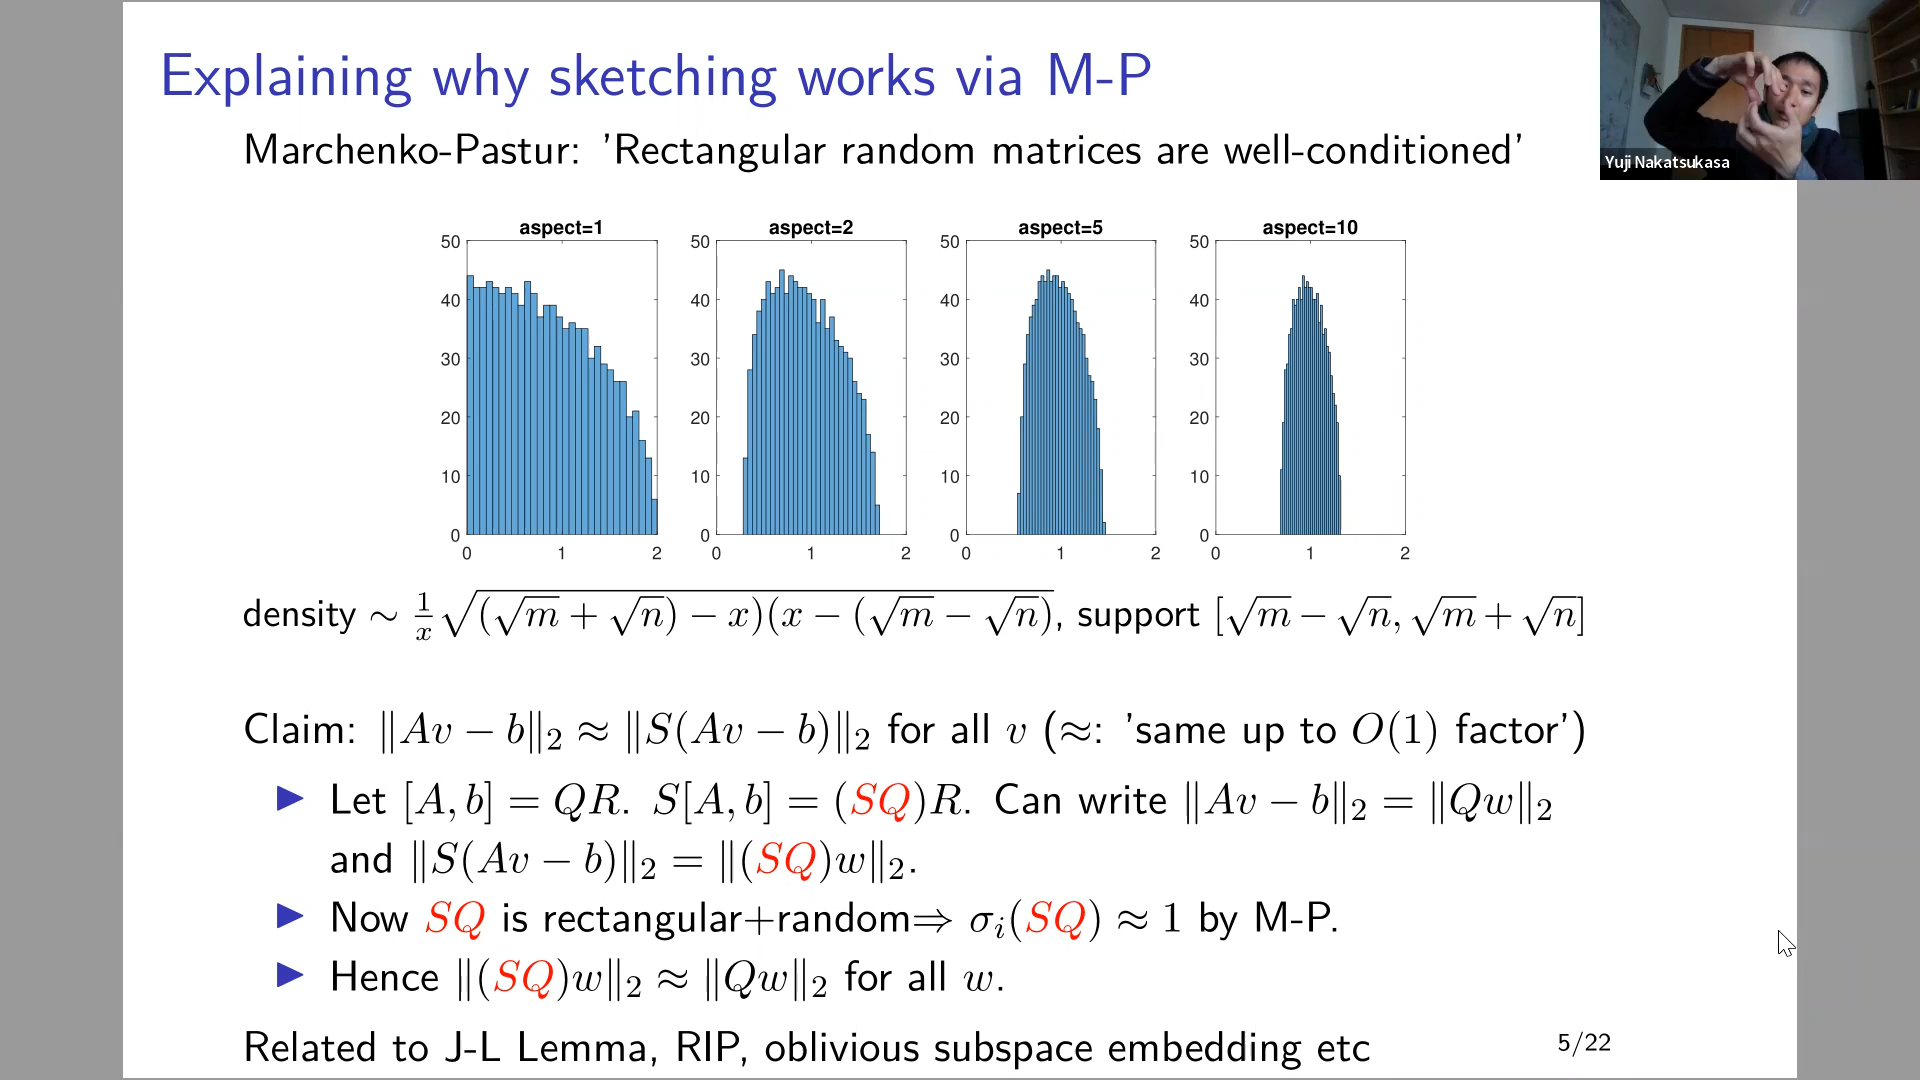 Explaining why sketching works via M-P
Yuji Nakatsukasa
Marchenko-Pastur: 'Rectangular random matrices are well-conditioned'
aspect=1 aspect=2 aspect=5 aspect=10
50 50 50 50
40 40 40 40
30 30 30 30
20 20 20 20
10 10 10 10
0 0 0 0
0 1 2 0 1 2 0 1 2 0 1 2
density ∼ 1/x √((√m + √n) − x)(x − (√m − √n), support [√m − √n, √m + √n]
Claim: ‖Av − b‖₂ ≈ ‖S(Av − b)‖₂ for all v (≈: 'same up to O(1) factor')
▶ Let [A, b] = QR. S[A, b] = (SQ)R. Can write ‖Av − b‖₂ = ‖Qw‖₂
and ‖S(Av − b)‖₂ = ‖(SQ)w‖₂.
▶ Now SQ is rectangular+random⇒ σᵢ(SQ) ≈ 1 by M-P.
▶ Hence ‖(SQ)w‖₂ ≈ ‖Qw‖₂ for all w.
Related to J-L Lemma, RIP, oblivious subspace embedding etc
5/22